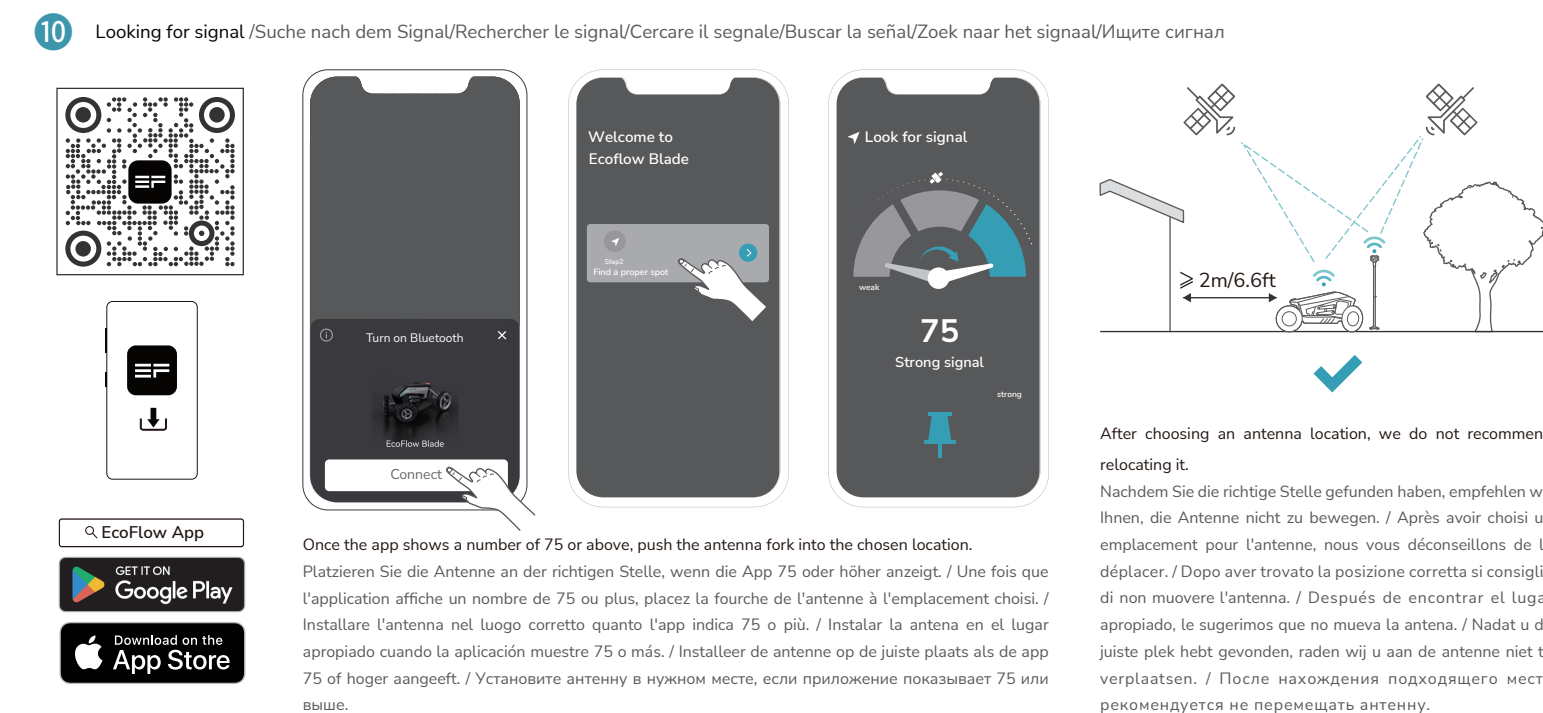 10 Looking for signal /Suche nach dem Signal/Rechercher le signal/Cercare il segnale/Buscar la señal/Zoek naar het signaal/Ищите сигнал
EF
EF
EcoFlow App
GET IT ON
Google Play
Download on the
App Store
Turn on Bluetooth
EcoFlow Blade
Connect
Welcome to
Ecoflow Blade
Step2
Find a proper spot
Look for signal
weak
75
Strong signal
strong
Once the app shows a number of 75 or above, push the antenna fork into the chosen location.
Platzieren Sie die Antenne an der richtigen Stelle, wenn die App 75 oder höher anzeigt. / Une fois que
l'application affiche un nombre de 75 ou plus, placez la fourche de l'antenne à l'emplacement choisi. /
Installare l'antenna nel luogo corretto quanto l'app indica 75 o più. / Instalar la antena en el lugar
apropiado cuando la aplicación muestre 75 o más. / Installeer de antenne op de juiste plaats als de app
75 of hoger aangeeft. / Установите антенну в нужном месте, если приложение показывает 75 или
выше.
⩾ 2m/6.6ft
After choosing an antenna location, we do not recommen
relocating it.
Nachdem Sie die richtige Stelle gefunden haben, empfehlen w
Ihnen, die Antenne nicht zu bewegen. / Après avoir choisi u
emplacement pour l'antenne, nous vous déconseillons de l
déplacer. / Dopo aver trovato la posizione corretta si consigli
di non muovere l'antenna. / Después de encontrar el luga
apropiado, le sugerimos que no mueva la antena. / Nadat u d
juiste plek hebt gevonden, raden wij u aan de antenne niet t
verplaatsen. / После нахождения подходящего мест
рекомендуется не перемещать антенну.